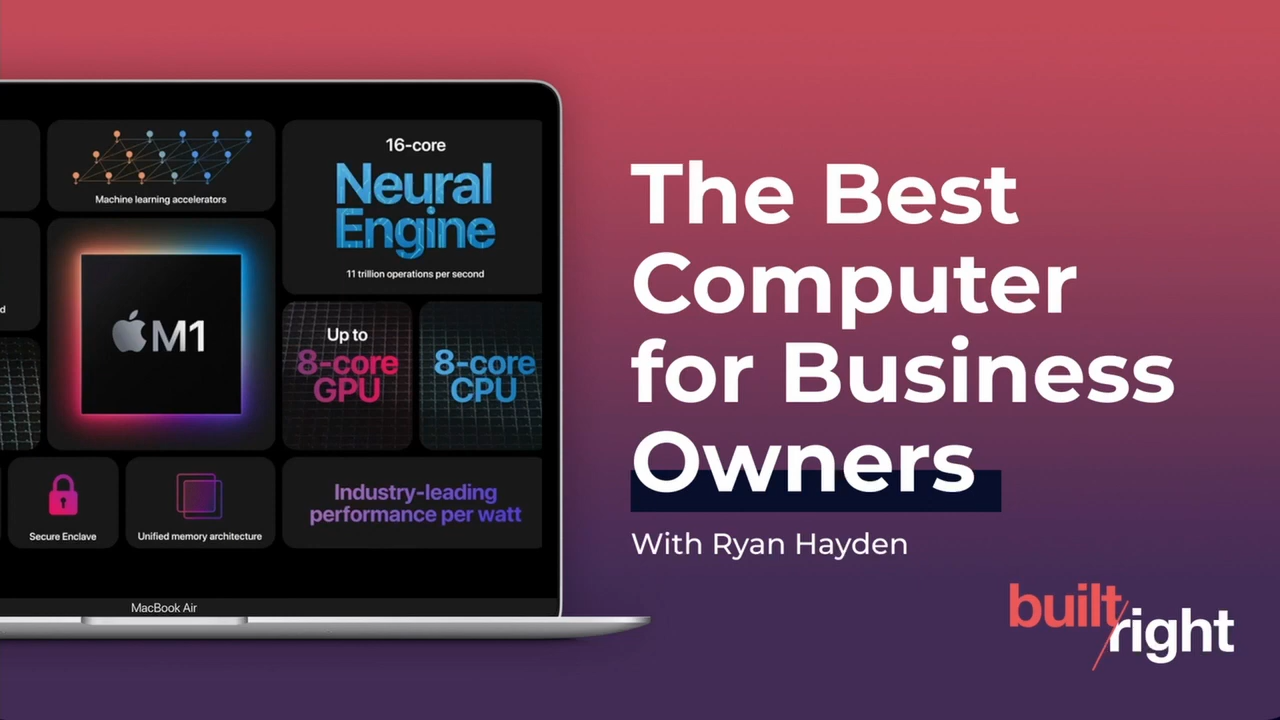 Machine learning accelerators
16-core
Neural
Engine
11 trillion operations per second
d
M1
Up to
8-core
GPU
8-core
CPU
Secure Enclave
Unified memory architecture
Industry-leading
performance per watt
MacBook Air
The Best
Computer
for Business
Owners
With Ryan Hayden
built
right